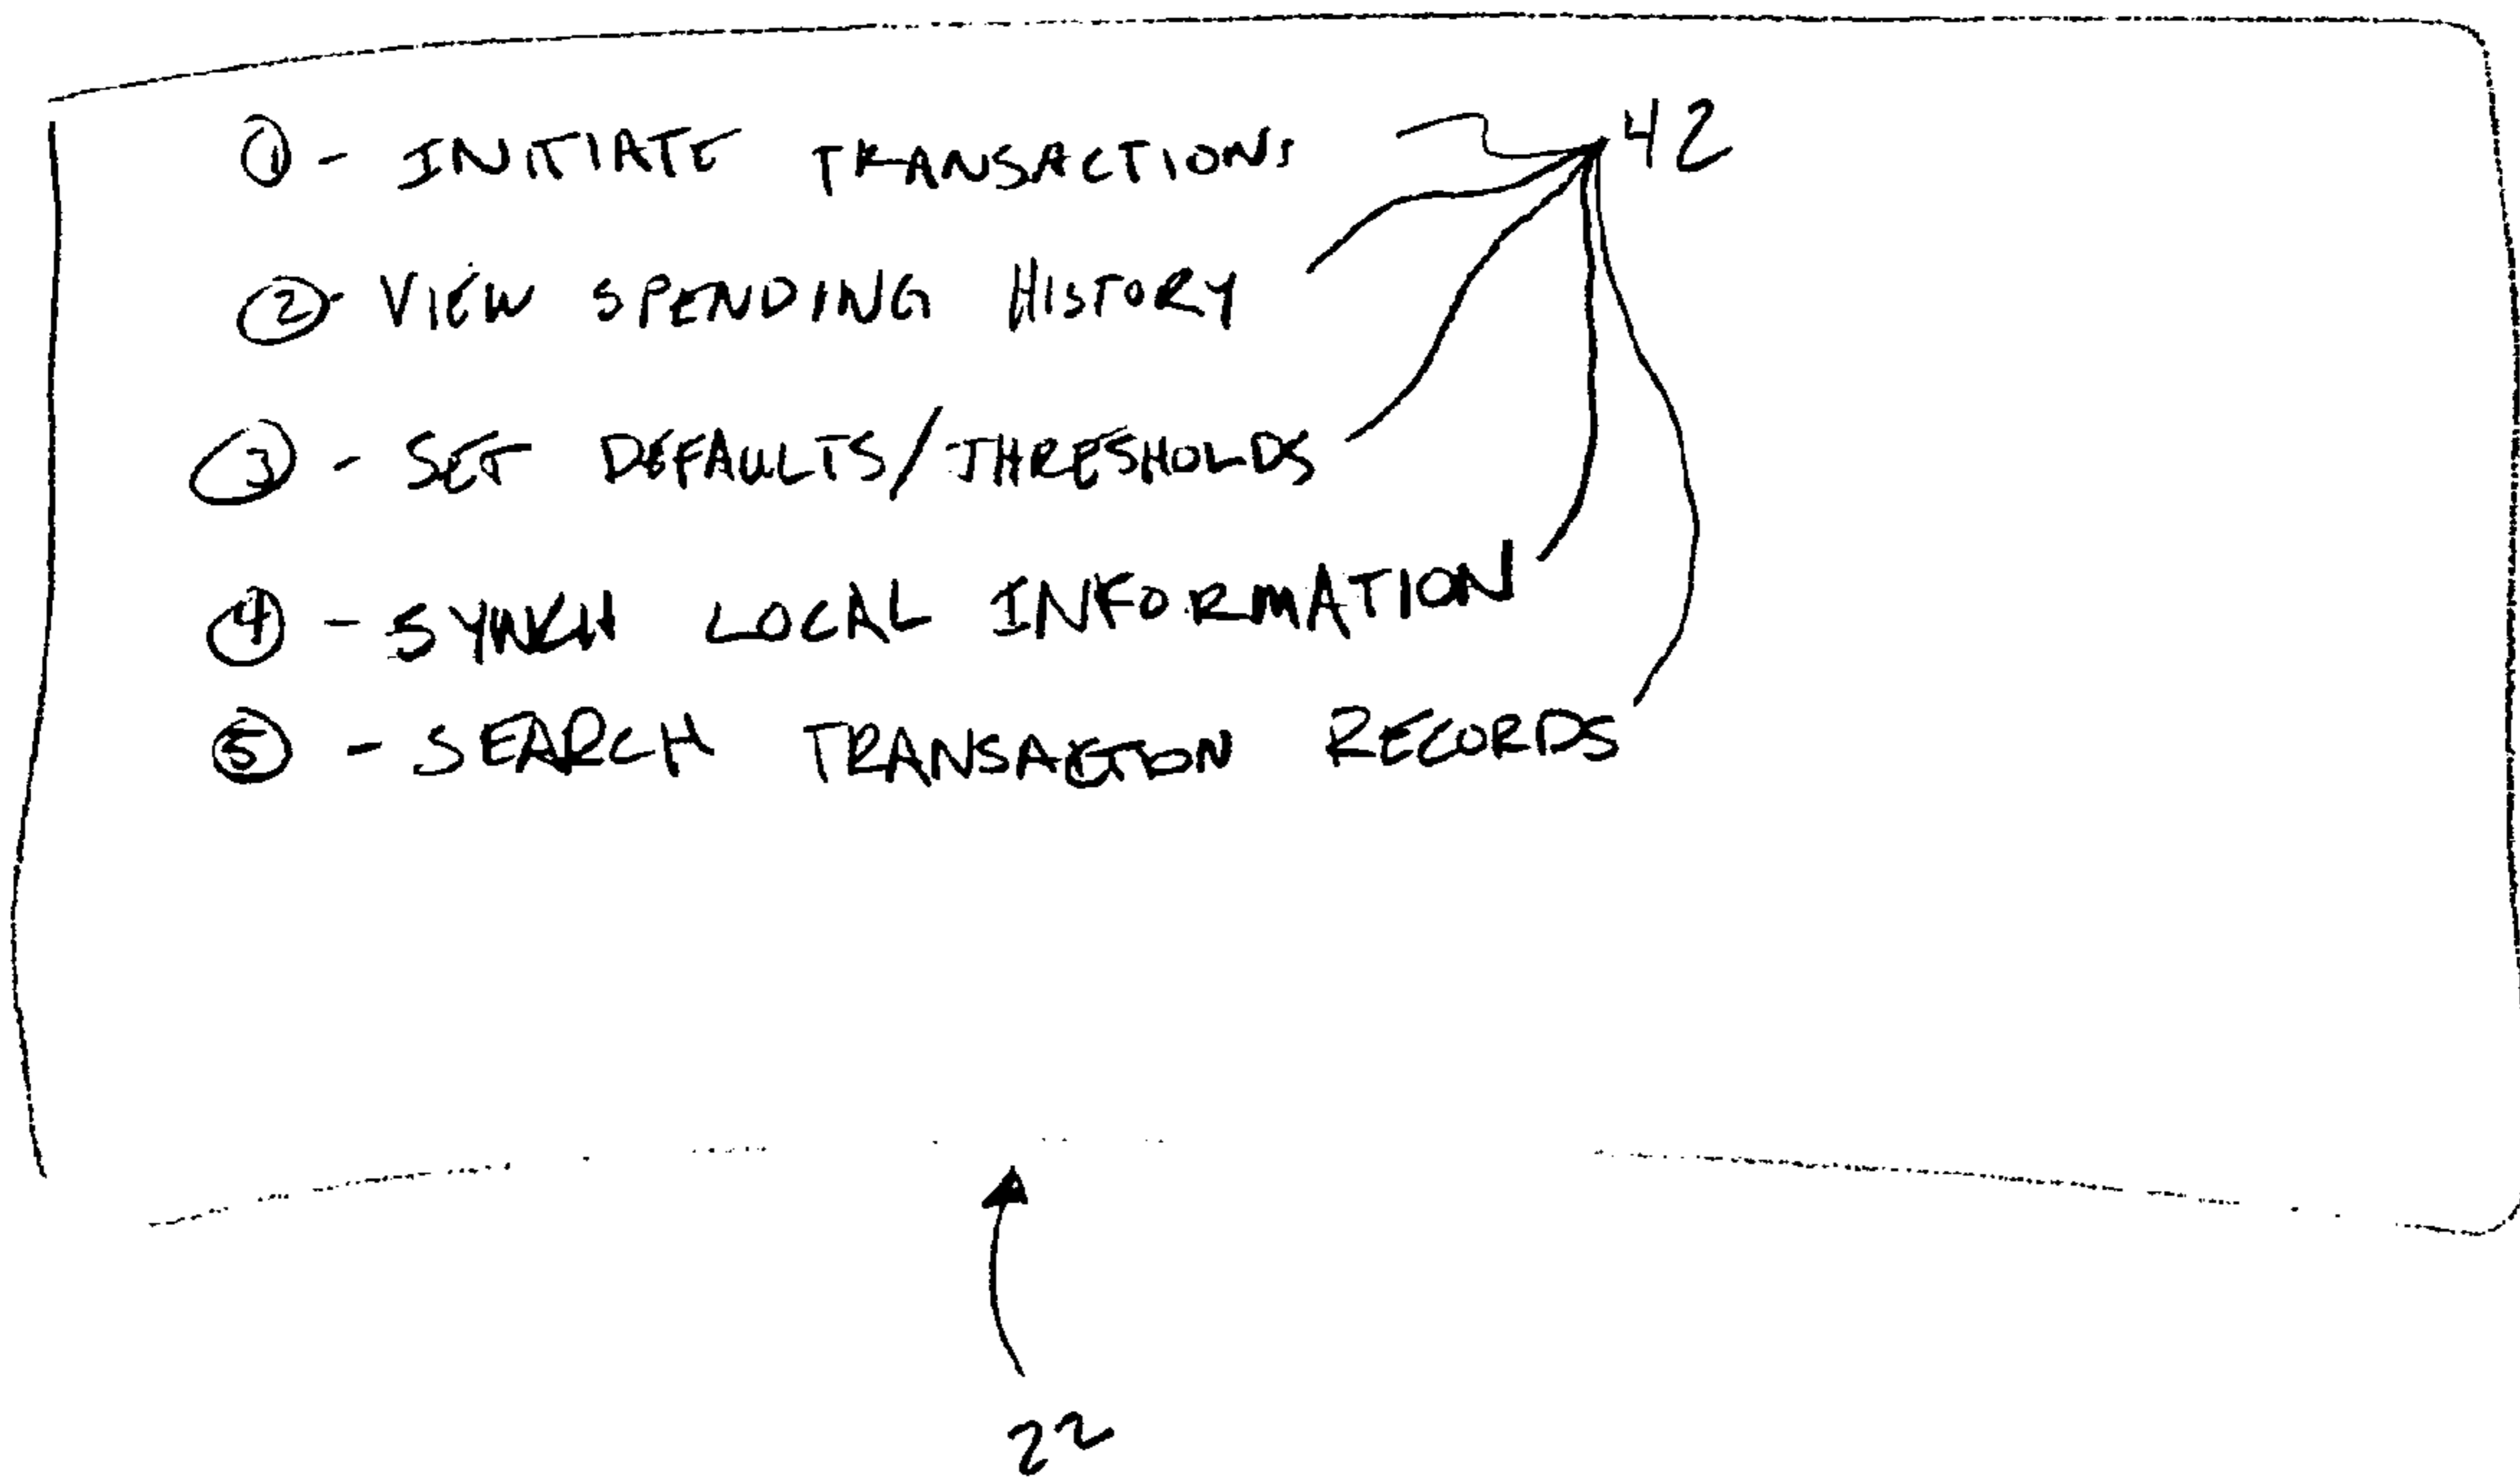 ① - INITIATE TRANSACTIONS 42
② - VIEW SPENDING HISTORY
③ - SET DEFAULTS/THRESHOLDS
④ - SYNCH LOCAL INFORMATION
⑤ - SEARCH TRANSACTION RECORDS
22